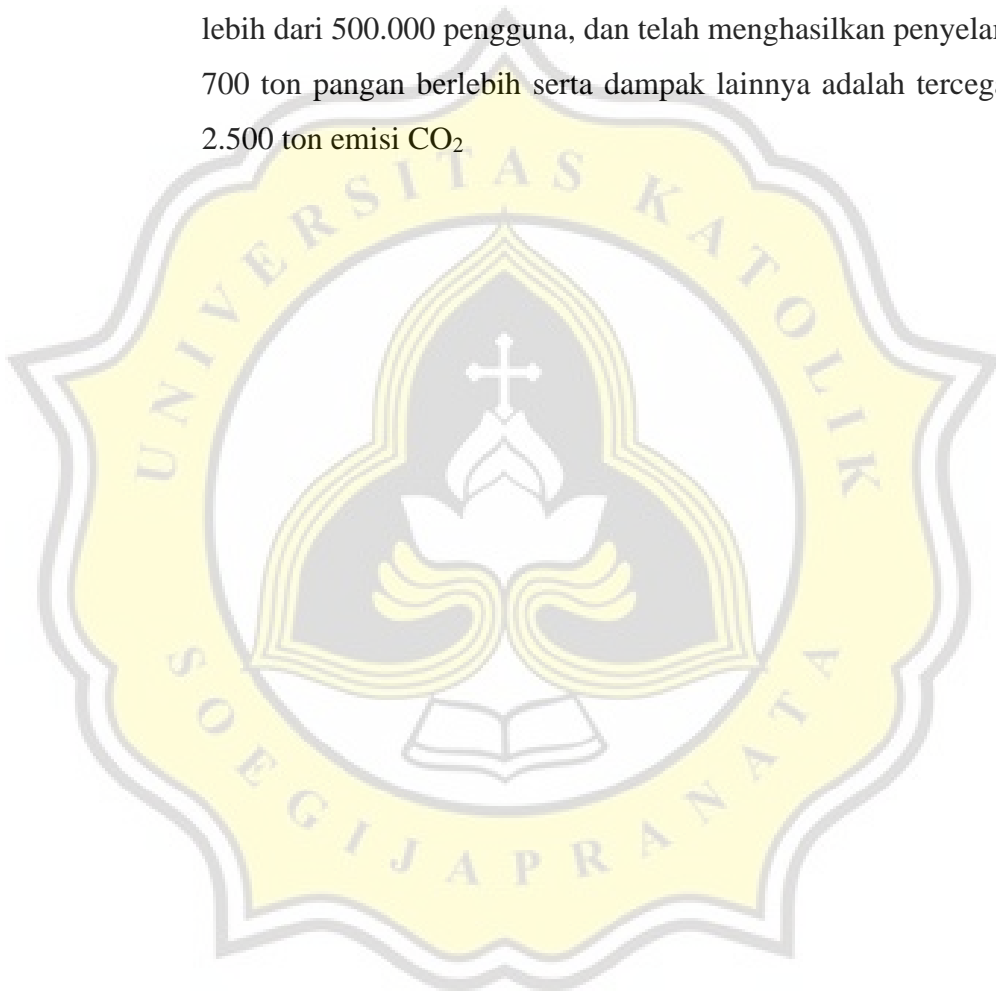 lebih dari 500.000 pengguna, dan telah menghasilkan
700 ton pangan berlebih serta dampak lainnya adalah
2.500 ton emisi CO₂
UNIVERSITAS KATOLIK
SOEGIJAPRANATA